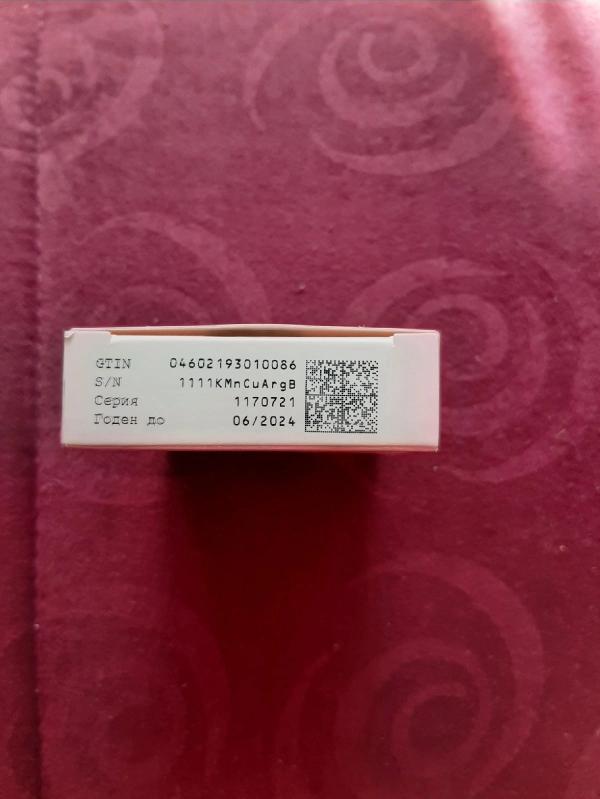 GTIN 04602193010086
S/N 1111KMnCuArgB
Серия 1170721
Годен до 06/2024